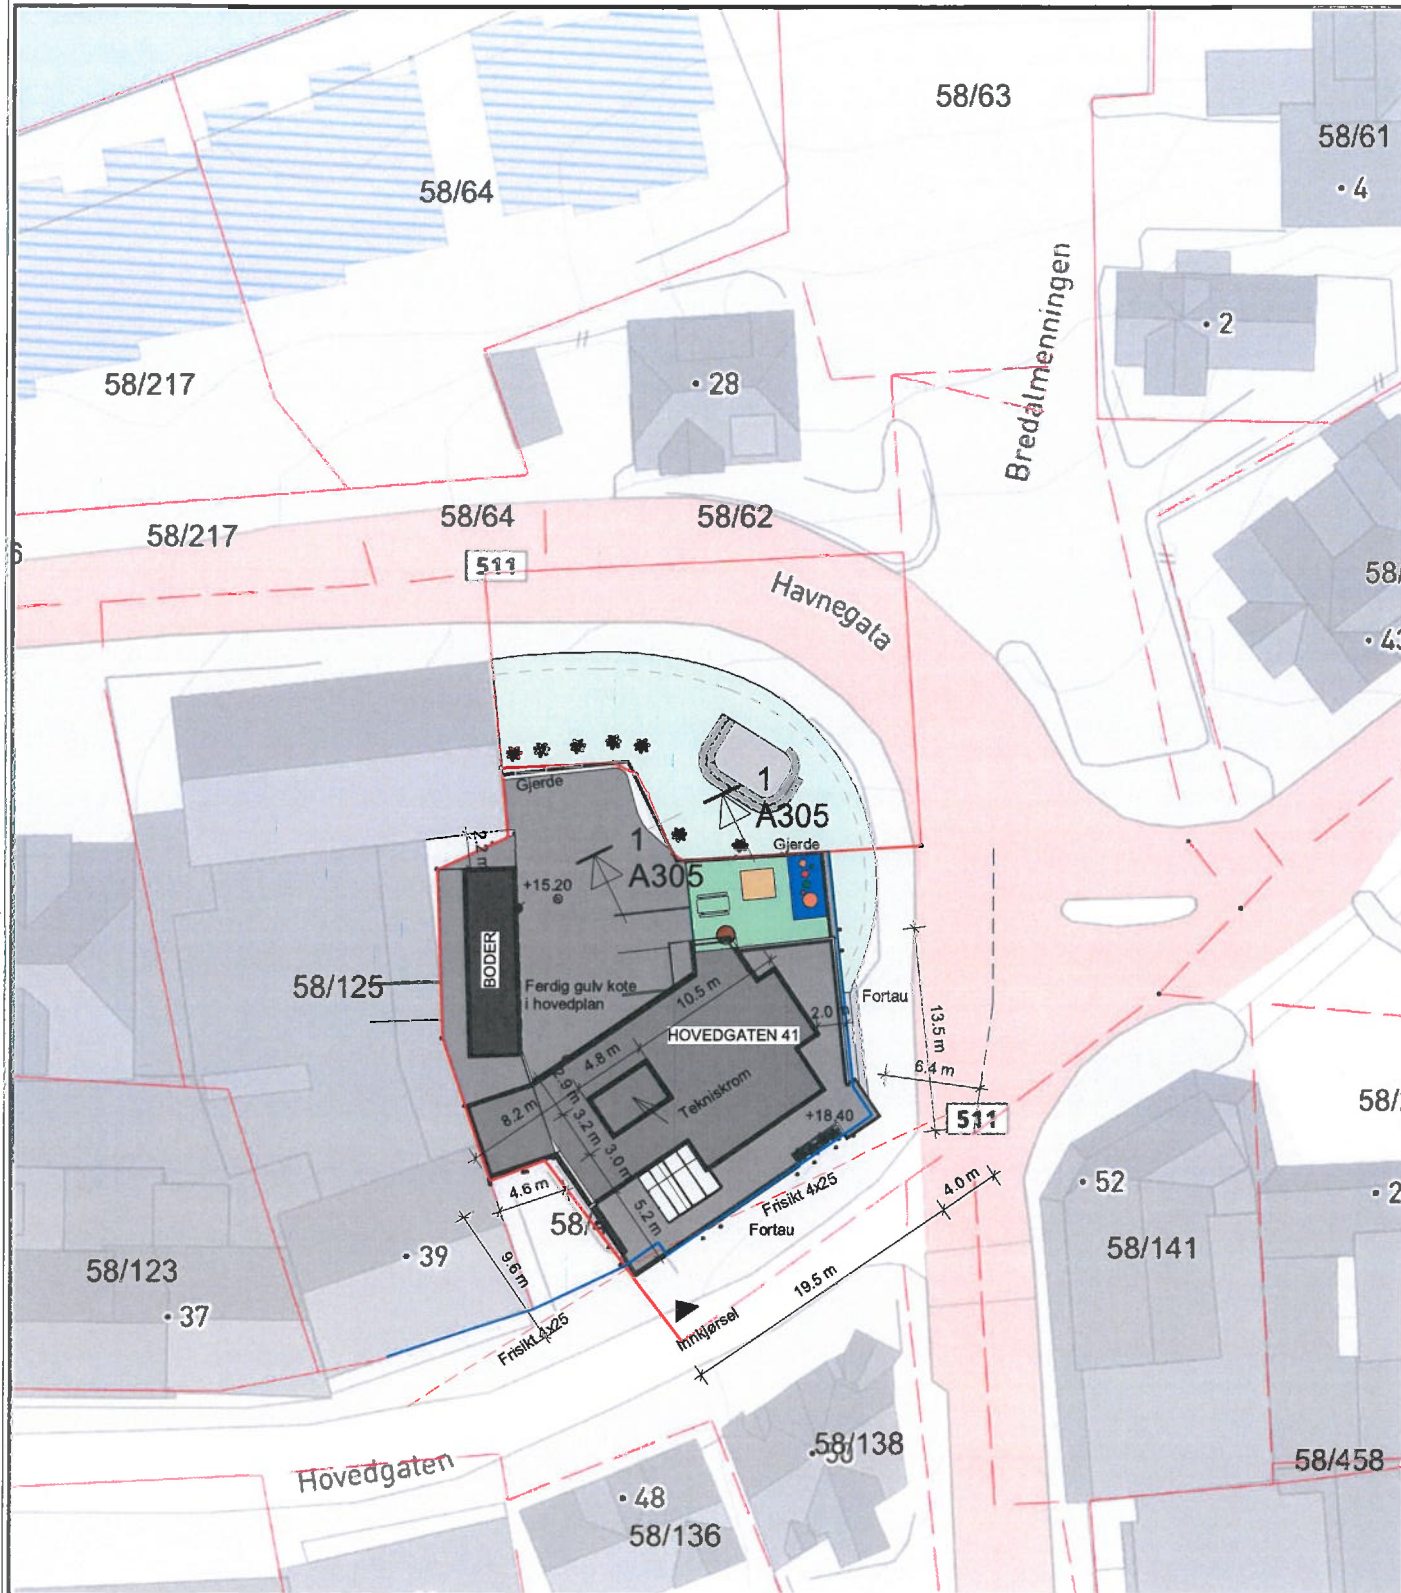 58/63
58/61
4
58/64
Bredalmenningen
2
58/217
28
58/64
58/62
58/217
511
Havnegata
58/
43
Gjerde
1
A305
Gjerde
1
A305
2.2 m
+15.20
BODER
58/125
Ferdig gulv kote
i hovedplan
10.5 m
Fortau
2.0
HOVEDGATEN 41
13.5 m
4.8 m
6.4 m
2.9 m
Tekniskrom
8.2 m
3.2 m
+18.40
511
58/
3.0 m
4.6 m
Frisikt 4x25
4.0 m
52
2
58/
5.2 m
Fortau
58/141
39
58/123
9.6 m
19.5 m
37
Innkjørsel
Frisikt 4x25
58/138
50
58/458
Hovedgaten
48
58/136